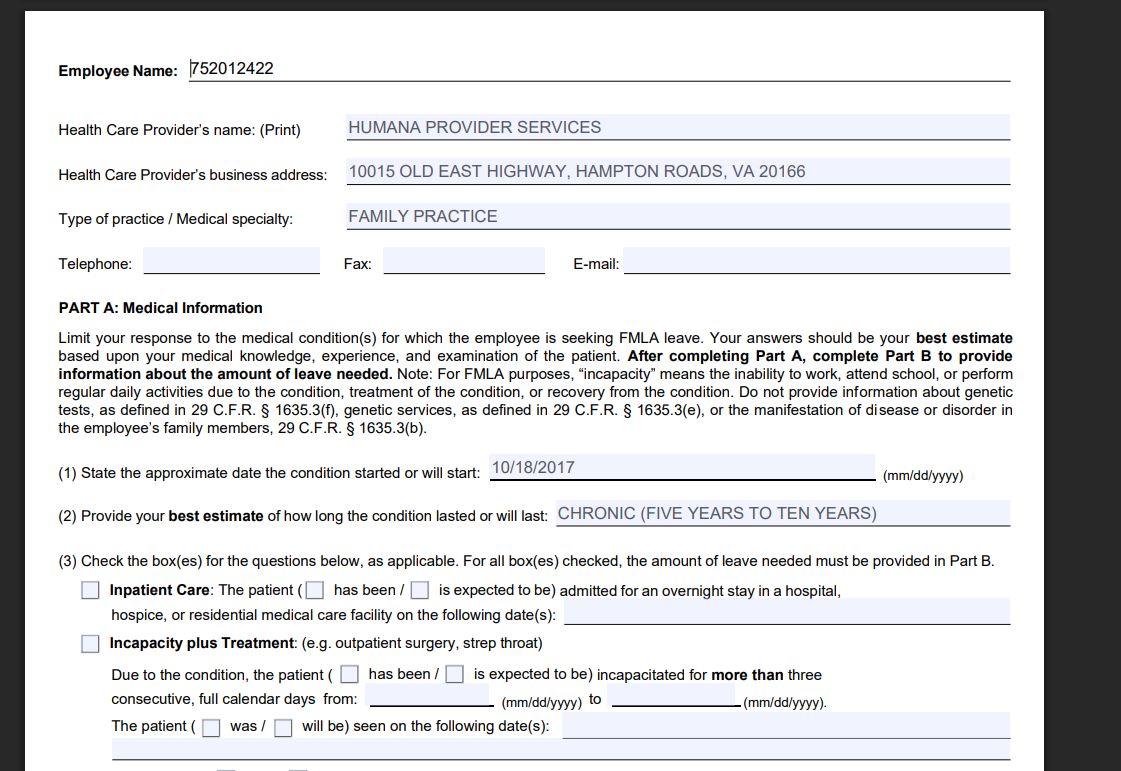 Employee Name: 752012422
Health Care Provider's name: (Print) HUMANA PROVIDER SERVICES
Health Care Provider's business address: 10015 OLD EAST HIGHWAY, HAMPTON ROADS, VA 20166
Type of practice / Medical specialty: FAMILY PRACTICE
Telephone: Fax: E-mail:
PART A: Medical Information
Limit your response to the medical condition(s) for which the employee is seeking FMLA leave. Your answers should be your best estimate
based upon your medical knowledge, experience, and examination of the patient. After completing Part A, complete Part B to provide
information about the amount of leave needed. Note: For FMLA purposes, “incapacity” means the inability to work, attend school, or perform
regular daily activities due to the condition, treatment of the condition, or recovery from the condition. Do not provide information about genetic
tests, as defined in 29 C.F.R. § 1635.3(f), genetic services, as defined in 29 C.F.R. § 1635.3(e), or the manifestation of disease or disorder in
the employee's family members, 29 C.F.R. § 1635.3(b).
(1) State the approximate date the condition started or will start: 10/18/2017 (mm/dd/yyyy)
(2) Provide your best estimate of how long the condition lasted or will last: CHRONIC (FIVE YEARS TO TEN YEARS)
(3) Check the box(es) for the questions below, as applicable. For all box(es) checked, the amount of leave needed must be provided in Part B.
Inpatient Care: The patient ( has been / is expected to be) admitted for an overnight stay in a hospital,
hospice, or residential medical care facility on the following date(s):
Incapacity plus Treatment: (e.g. outpatient surgery, strep throat)
Due to the condition, the patient ( has been / is expected to be) incapacitated for more than three
consecutive, full calendar days from: (mm/dd/yyyy) to (mm/dd/yyyy).
The patient ( was / will be) seen on the following date(s):